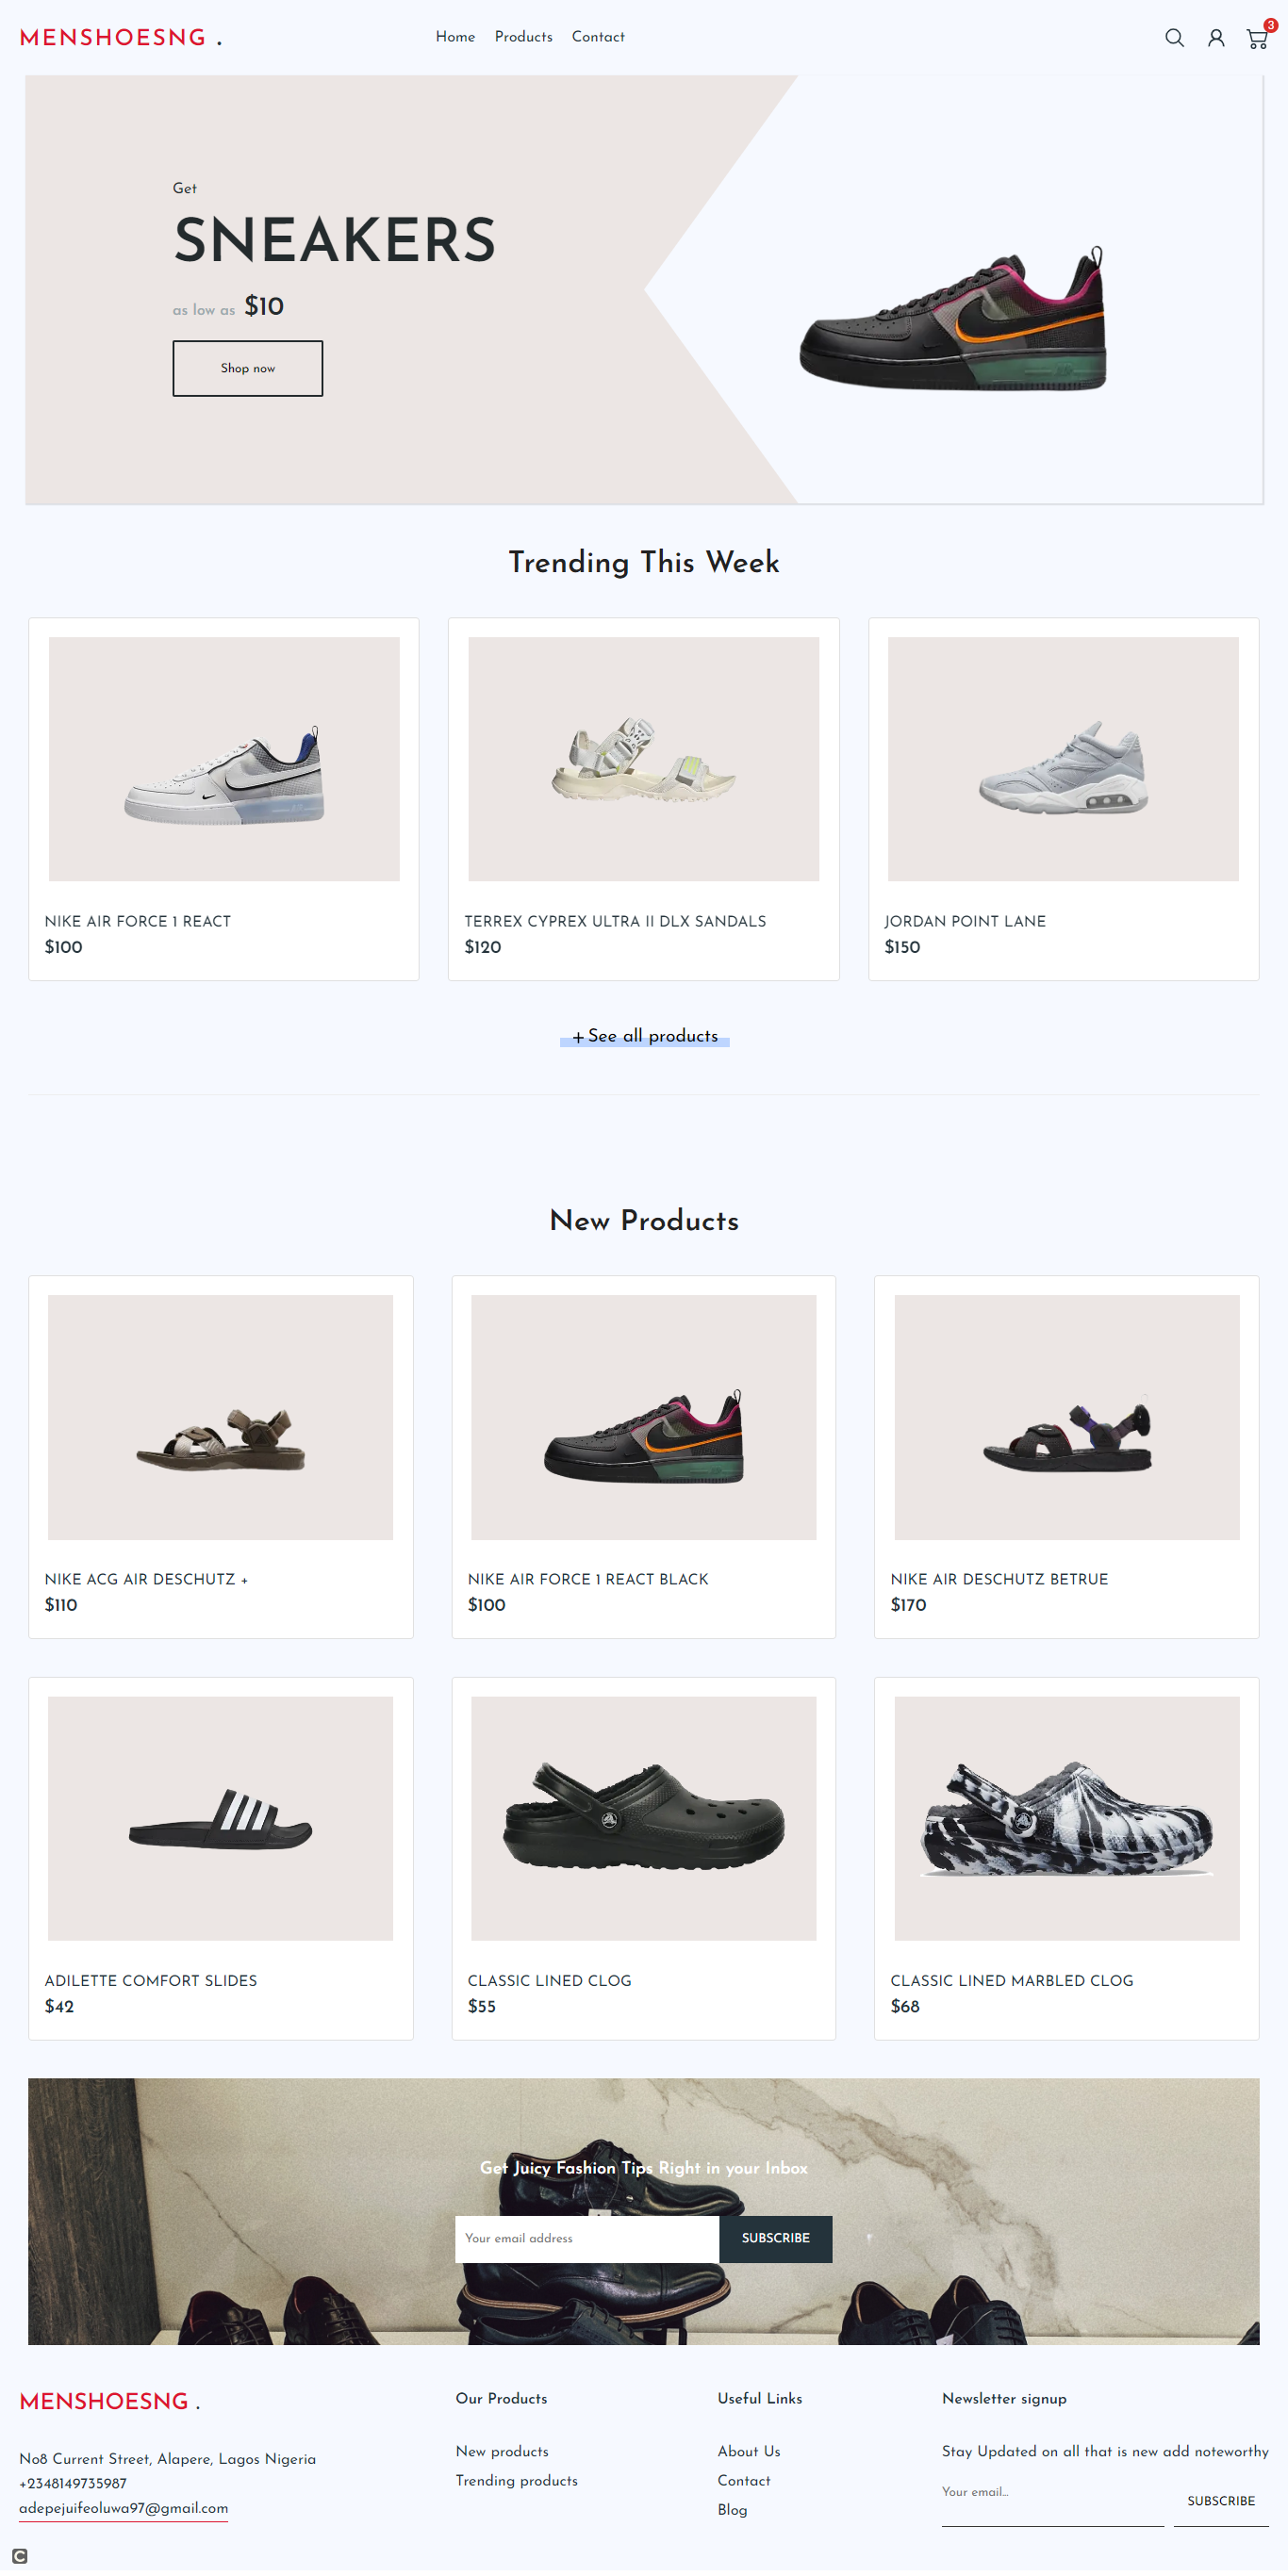 MENSHOESNG .
Home Products Contact
3
Get
SNEAKERS
as low as $10
Shop now
Trending This Week
NIKE AIR FORCE 1 REACT
$100
TERREX CYPREX ULTRA II DLX SANDALS
$120
JORDAN POINT LANE
$150
+ See all products
New Products
NIKE ACG AIR DESCHUTZ +
$110
NIKE AIR FORCE 1 REACT BLACK
$100
NIKE AIR DESCHUTZ BETRUE
$170
ADILETTE COMFORT SLIDES
$42
CLASSIC LINED CLOG
$55
CLASSIC LINED MARBLED CLOG
$68
Get Juicy Fashion Tips Right in your Inbox
Your email address SUBSCRIBE
MENSHOESNG .
No8 Current Street, Alapere, Lagos Nigeria
+2348149735987
adepejuifeoluwa97@gmail.com
Our Products
New products
Trending products
Useful Links
About Us
Contact
Blog
Newsletter signup
Stay Updated on all that is new add noteworthy
Your email... SUBSCRIBE
C